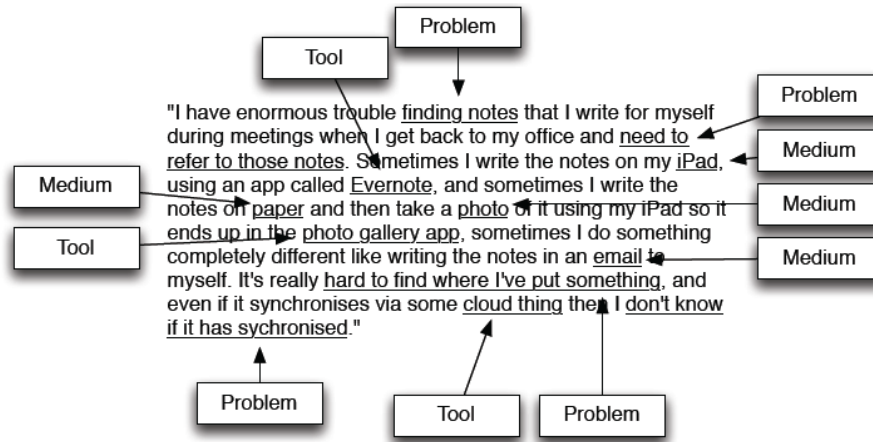 Problem
Tool
"I have enormous trouble finding notes that I write for myself
Problem
during meetings when I get back to my office and need to
refer to those notes. Sometimes I write the notes on my iPad,
Medium
using an app called Evernote, and sometimes I write the
Medium
Medium
notes on paper and then take a photo of it using my iPad so it
ends up in the photo gallery app, sometimes I do something
Tool
completely different like writing the notes in an email to
Medium
myself. It's really hard to find where I've put something, and
even if it synchronises via some cloud thing then I don't know
if it has sychronised."
Problem
Tool
Problem